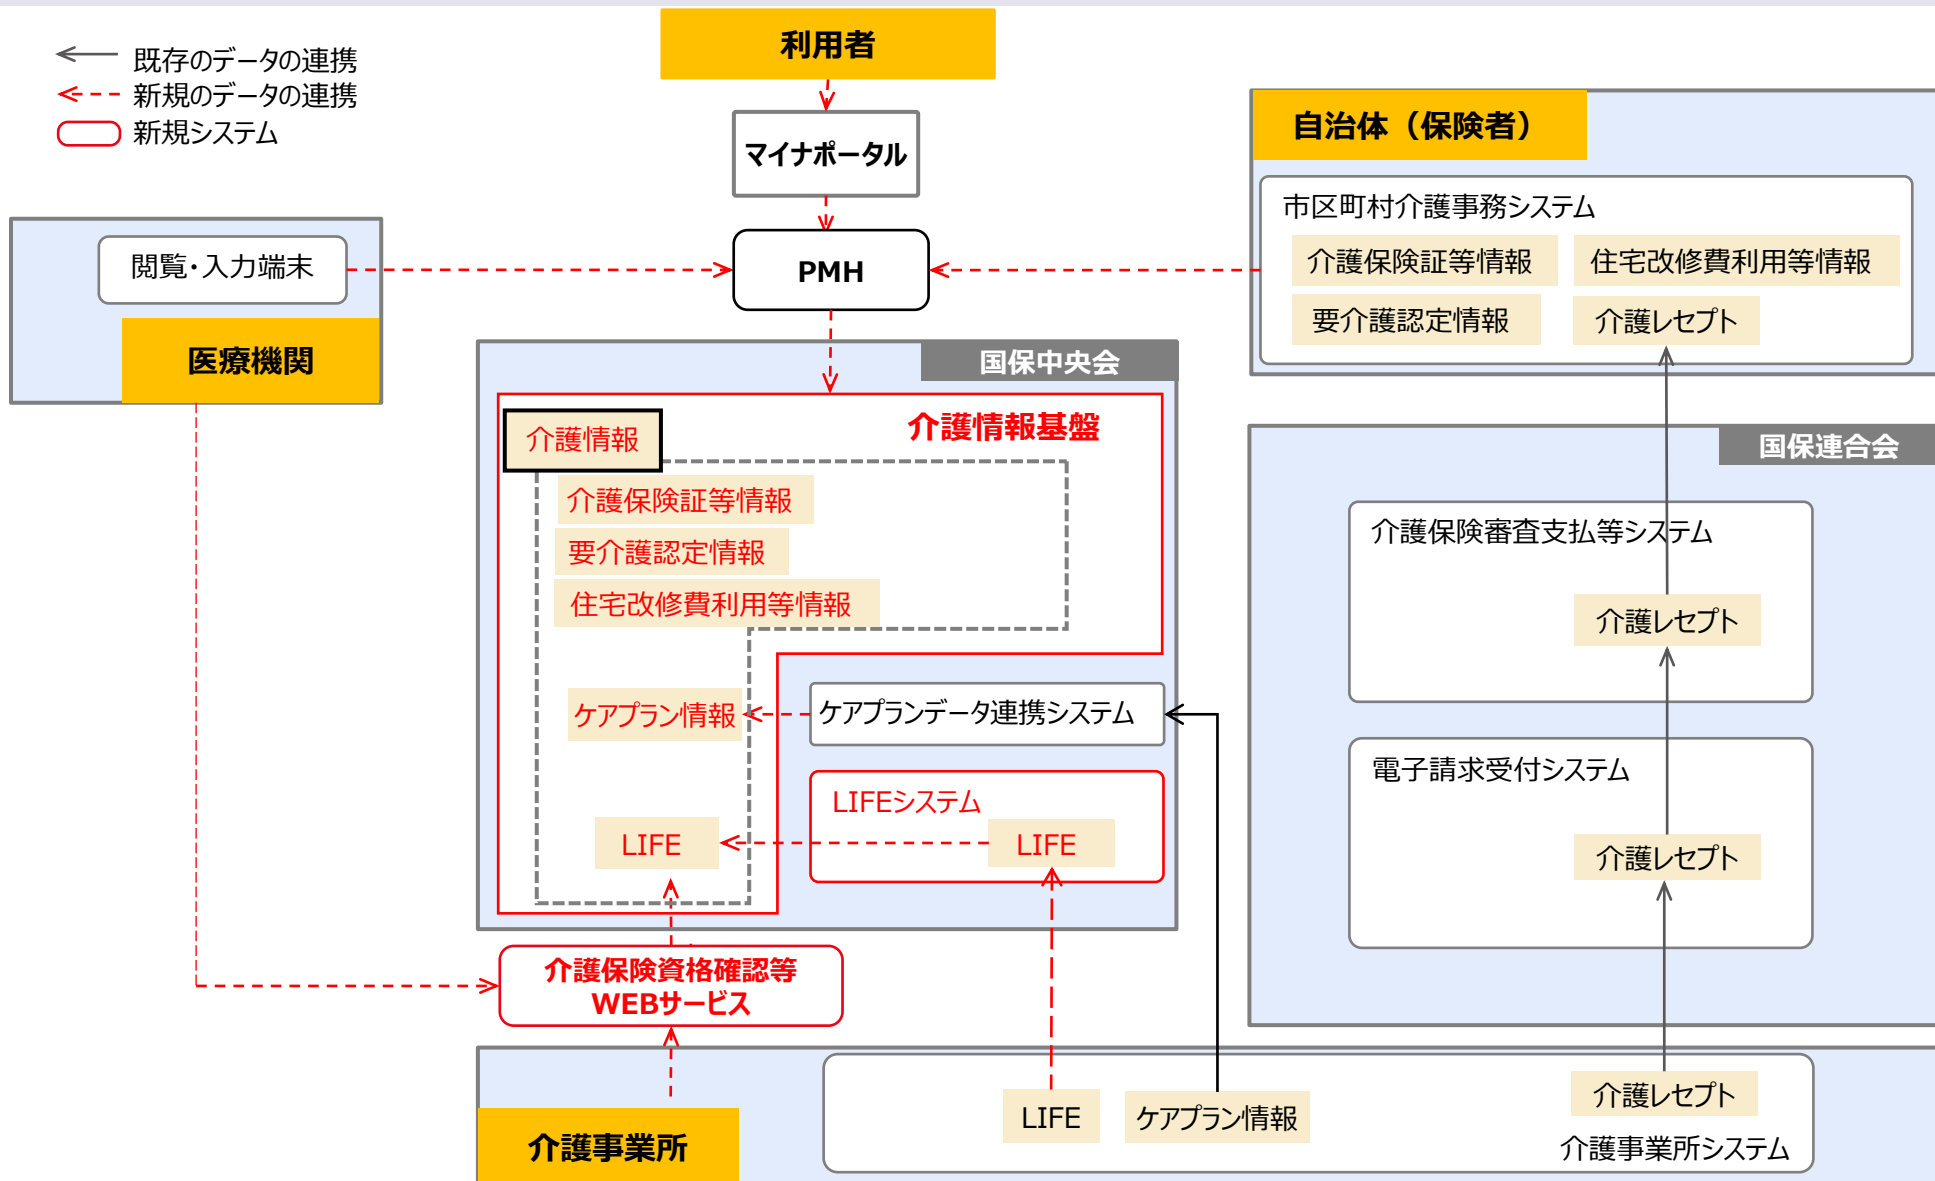 既存のデータの連携
新規のデータの連携
新規システム
利用者
マイナポータル
PMH
閲覧・入力端末
医療機関
自治体（保険者）
市区町村介護事務システム
介護保険証等情報
住宅改修費利用等情報
要介護認定情報
介護レセプト
国保中央会
介護情報基盤
介護情報
介護保険証等情報
要介護認定情報
住宅改修費利用等情報
ケアプラン情報
ケアプランデータ連携システム
LIFEシステム
LIFE
LIFE
国保連合会
介護保険審査支払等システム
介護レセプト
電子請求受付システム
介護レセプト
介護保険資格確認等
WEBサービス
介護事業所
LIFE
ケアプラン情報
介護レセプト
介護事業所システム